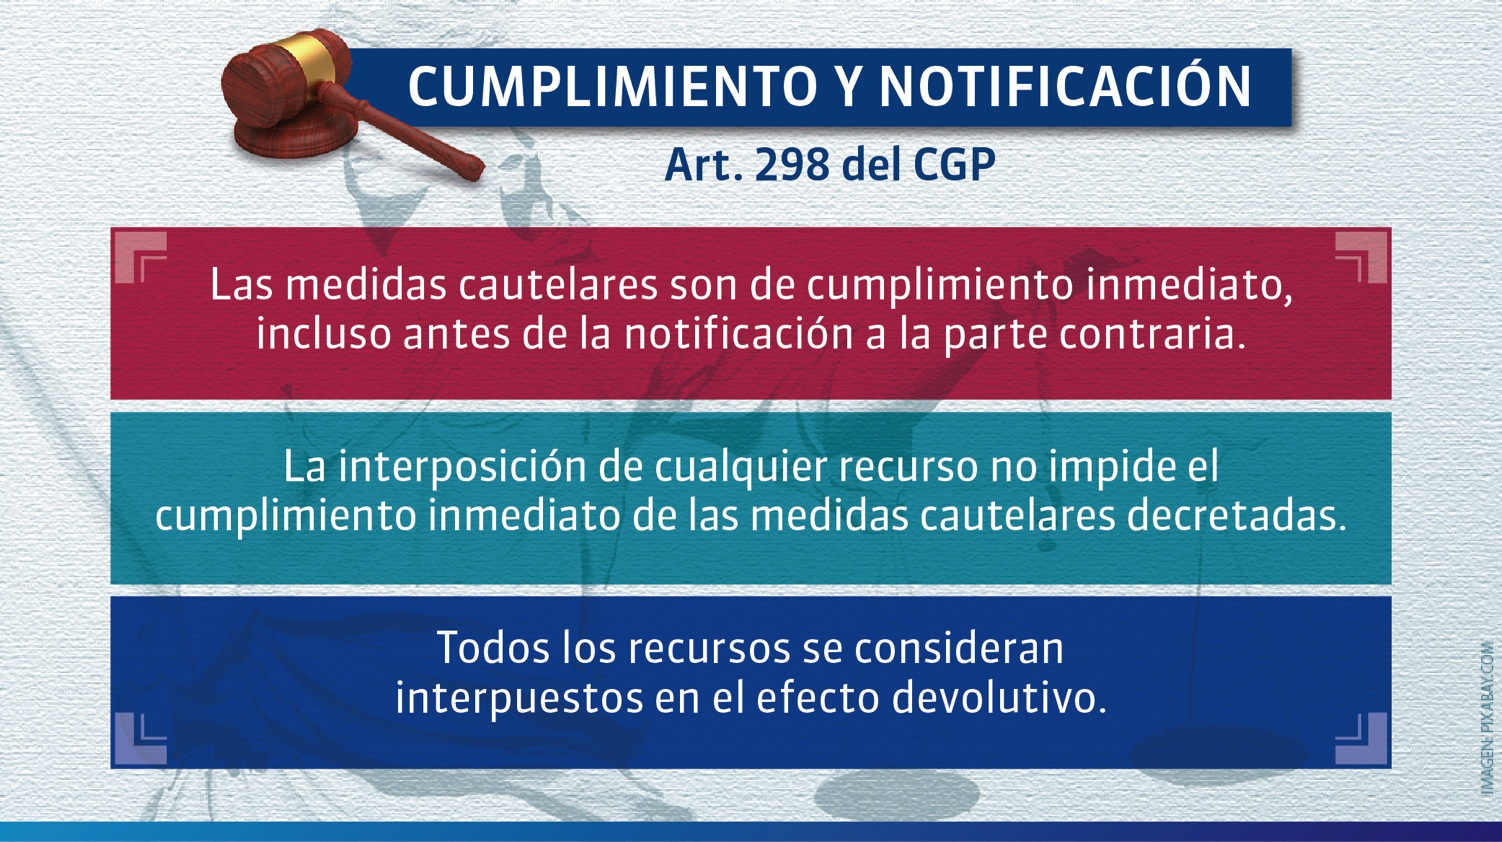 CUMPLIMIENTO Y NOTIFICACIÓN
Art. 298 del CGP
Las medidas cautelares son de cumplimiento inmediato,
incluso antes de la notificación a la parte contraria.
La interposición de cualquier recurso no impide el
cumplimiento inmediato de las medidas cautelares decretadas.
Todos los recursos se consideran
interpuestos en el efecto devolutivo.
IMAGEN: PIXABAY.COM